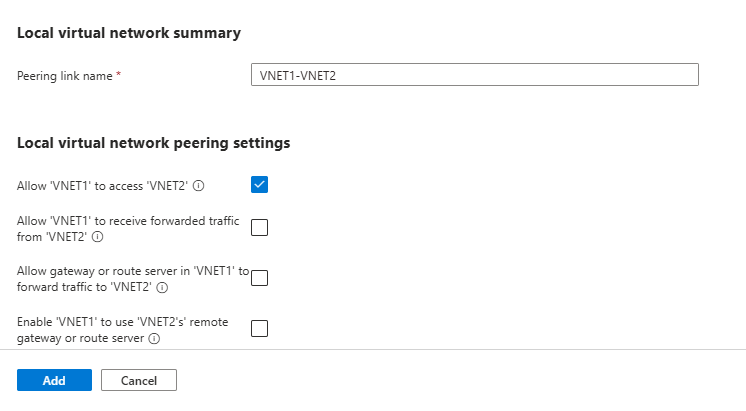 Local virtual network summary
Peering link name *
VNET1-VNET2
Local virtual network peering settings
Allow 'VNET1' to access 'VNET2'
Allow 'VNET1' to receive forwarded traffic
from 'VNET2'
Allow gateway or route server in 'VNET1' to
forward traffic to 'VNET2'
Enable 'VNET1' to use 'VNET2's' remote
gateway or route server
Add
Cancel